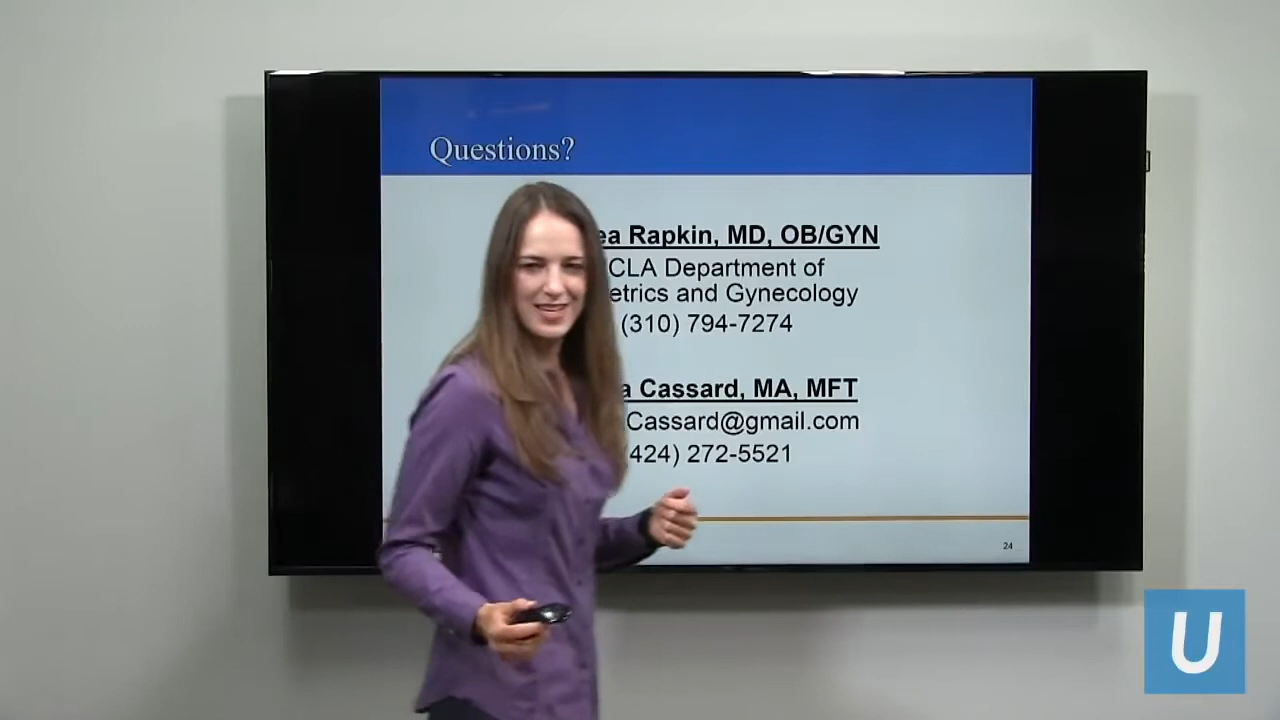 Questions?
ea Rapkin, MD, OB/GYN
CLA Department of
etrics and Gynecology
(310) 794-7274
a Cassard, MA, MFT
Cassard@gmail.com
424) 272-5521
24
U